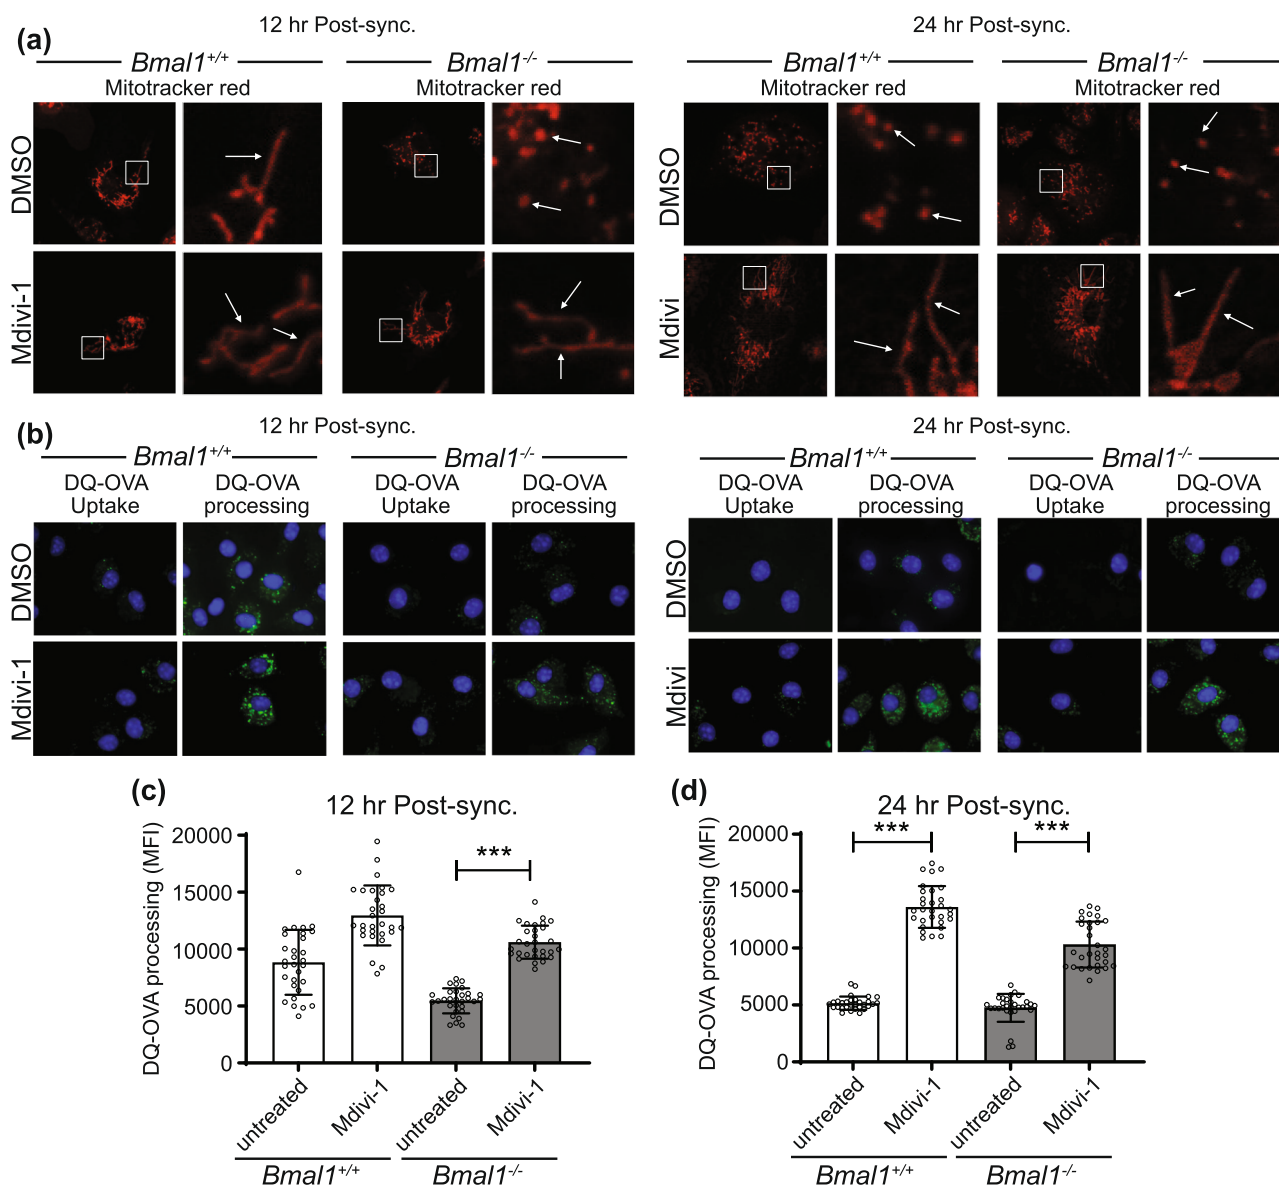 (a)
12 hr Post-sync.
24 hr Post-sync.
Bmal1+/+
Bmal1-/-
Bmal1+/+
Bmal1-/-
Mitotracker red
Mitotracker red
Mitotracker red
Mitotracker red
DMSO
DMSO
Mdivi-1
Mdivi
(b)
12 hr Post-sync.
24 hr Post-sync.
Bmal1+/+
Bmal1-/-
Bmal1+/+
Bmal1-/-
DQ-OVA
Uptake
DQ-OVA
processing
DQ-OVA
Uptake
DQ-OVA
processing
DQ-OVA
Uptake
DQ-OVA
processing
DQ-OVA
Uptake
DQ-OVA
processing
DMSO
DMSO
Mdivi-1
Mdivi
(c)
12 hr Post-sync.
DQ-OVA processing (MFI)
20000
15000
10000
5000
0
***
untreated
Mdivi-1
untreated
Mdivi-1
Bmal1+/+
Bmal1-/-
(d)
24 hr Post-sync.
DQ-OVA processing (MFI)
20000
15000
10000
5000
0
***
***
untreated
Mdivi-1
untreated
Mdivi-1
Bmal1+/+
Bmal1-/-